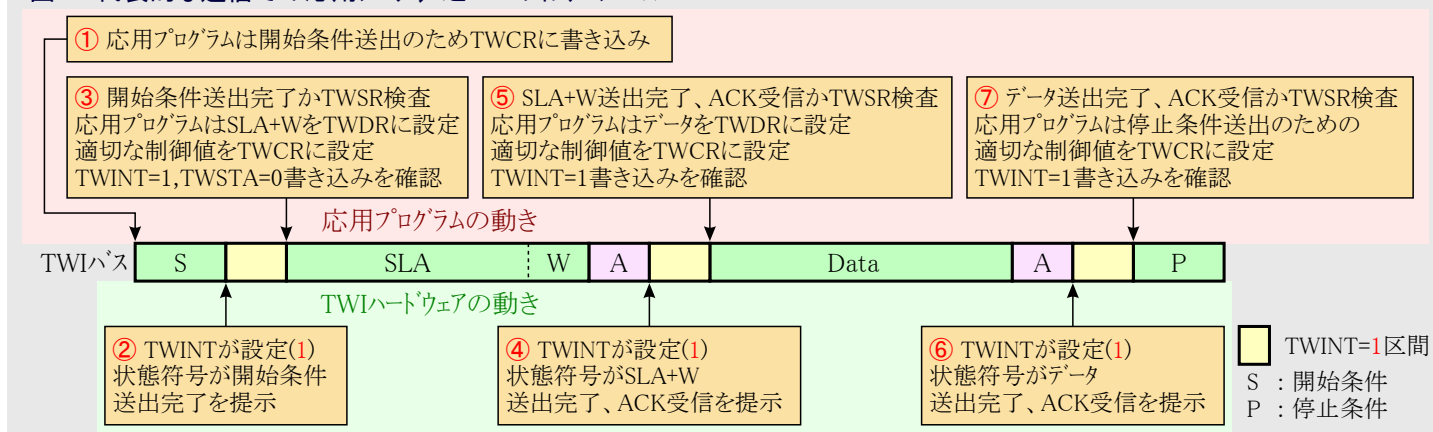 ① 応用プログラムは開始条件送出のためTWCRに書き込み
③ 開始条件送出完了かTWSR検査
応用プログラムはSLA+WをTWDRに設定
適切な制御値をTWCRに設定
TWINT=1,TWSTA=0書き込みを確認
⑤ SLA+W送出完了、ACK受信かTWSR検査
応用プログラムはデータをTWDRに設定
適切な制御値をTWCRに設定
TWINT=1書き込みを確認
⑦ データ送出完了、ACK受信かTWSR検査
応用プログラムは停止条件送出のための
適切な制御値をTWCRに設定
TWINT=1書き込みを確認
応用プログラムの動き
TWIバス S SLA W A Data A P
TWIハードウェアの動き
② TWINTが設定(1)
状態符号が開始条件
送出完了を提示
④ TWINTが設定(1)
状態符号がSLA+W
送出完了、ACK受信を提示
⑥ TWINTが設定(1)
状態符号がデータ
送出完了、ACK受信を提示
TWINT=1区間
S : 開始条件
P : 停止条件